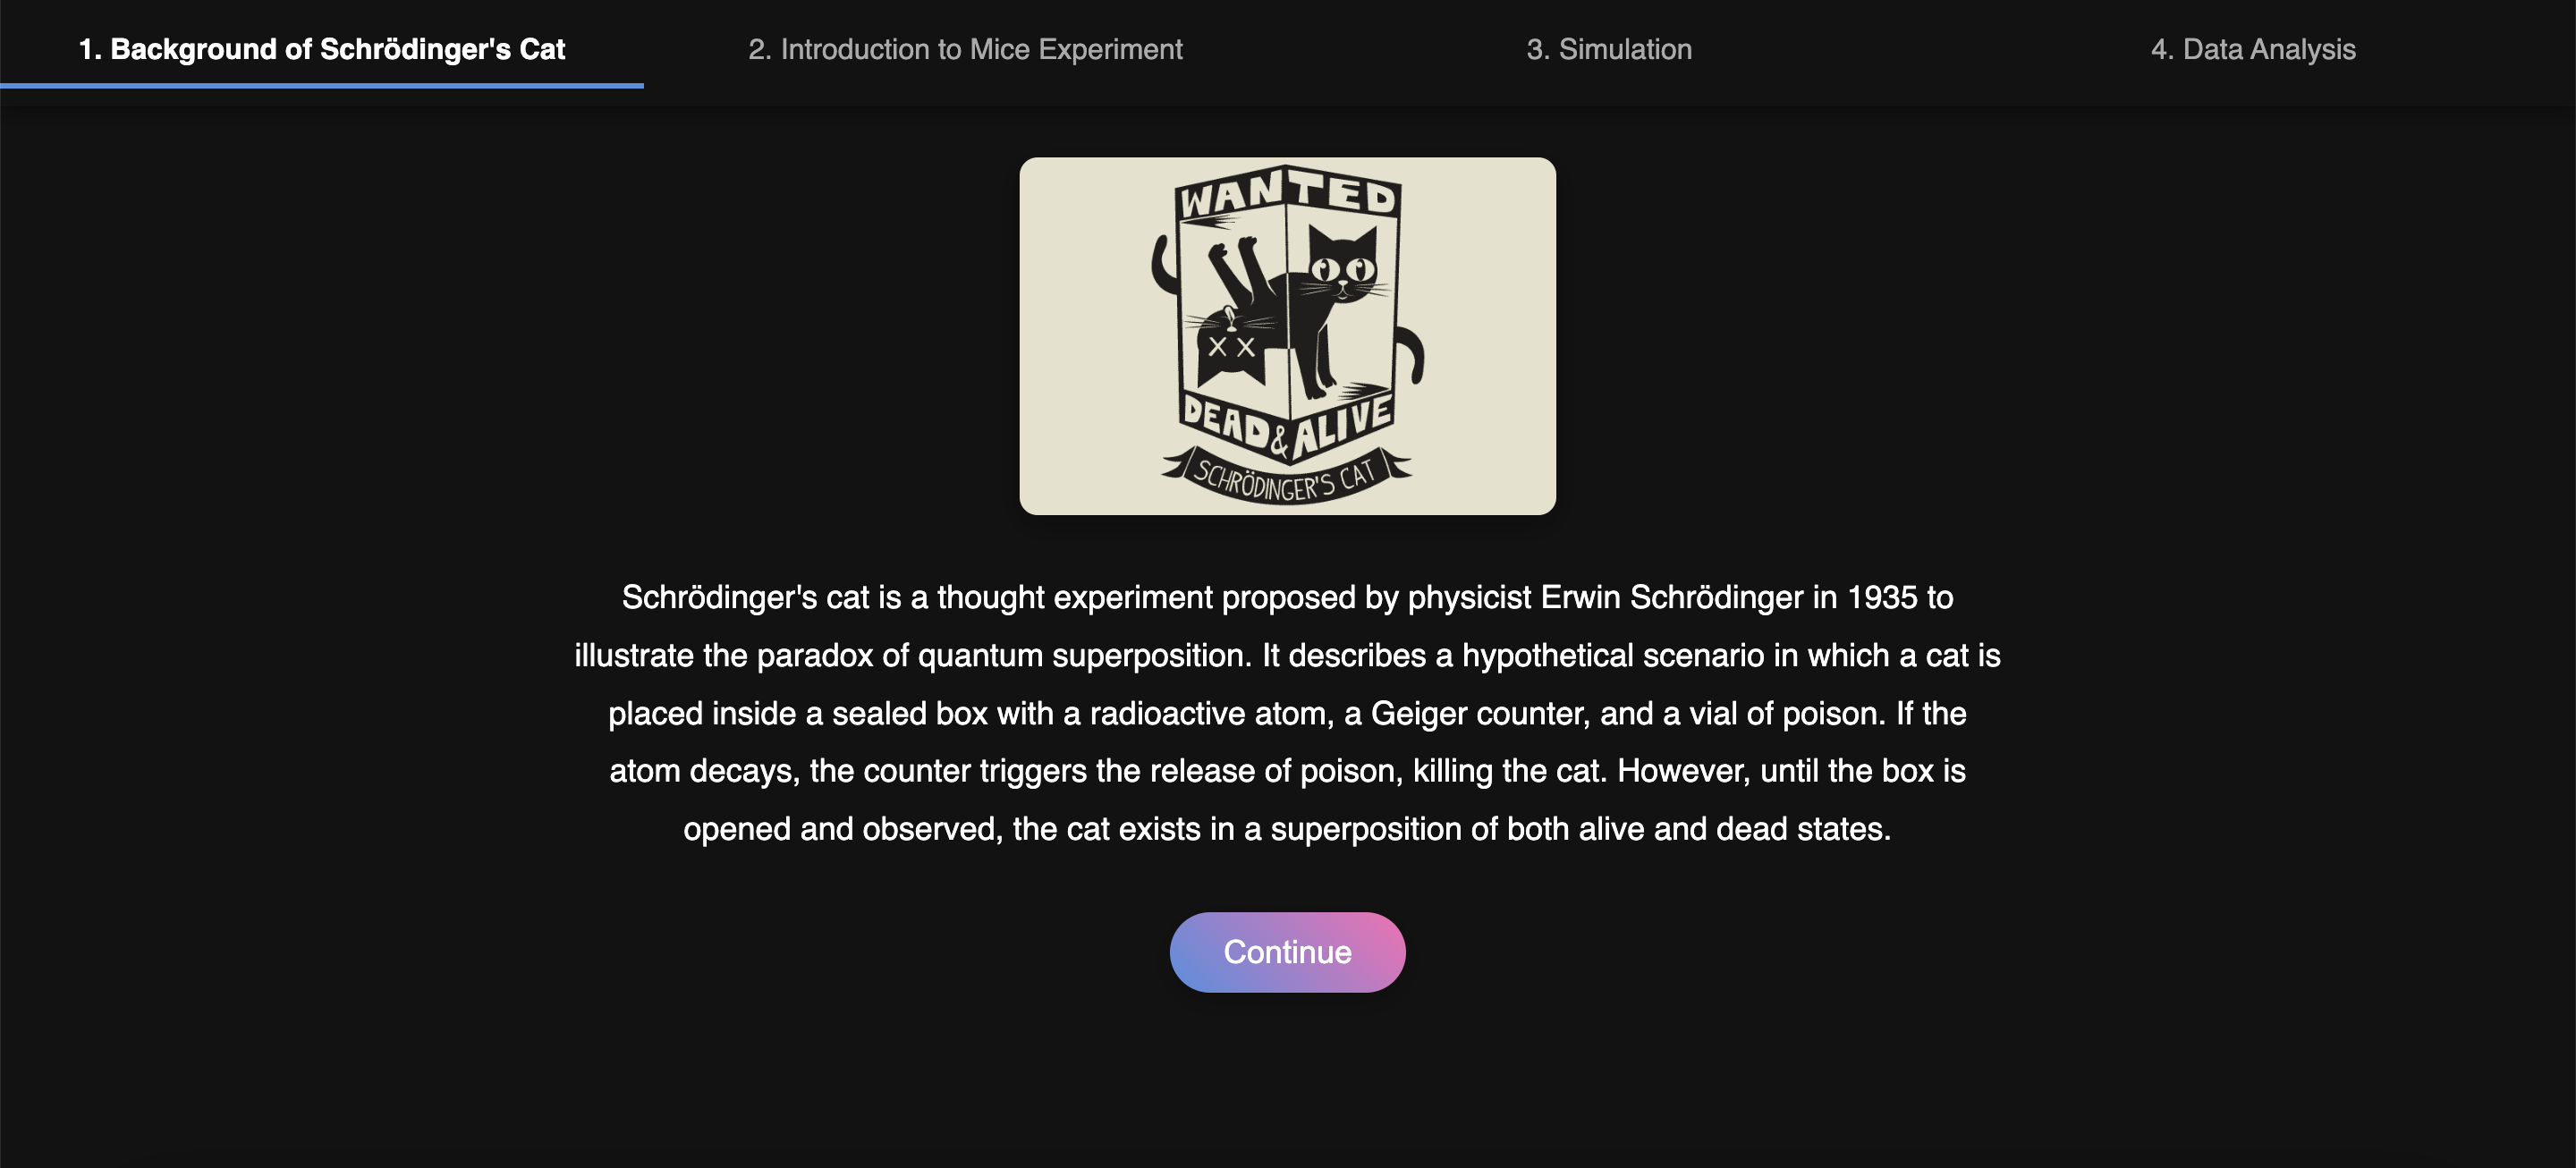 1. Background of Schrödinger's Cat
2. Introduction to Mice Experiment
3. Simulation
4. Data Analysis
WANTED
DEAD & ALIVE
SCHRÖDINGER'S CAT
Schrödinger's cat is a thought experiment proposed by physicist Erwin Schrödinger in 1935 to
illustrate the paradox of quantum superposition. It describes a hypothetical scenario in which a cat is
placed inside a sealed box with a radioactive atom, a Geiger counter, and a vial of poison. If the
atom decays, the counter triggers the release of poison, killing the cat. However, until the box is
opened and observed, the cat exists in a superposition of both alive and dead states.
Continue